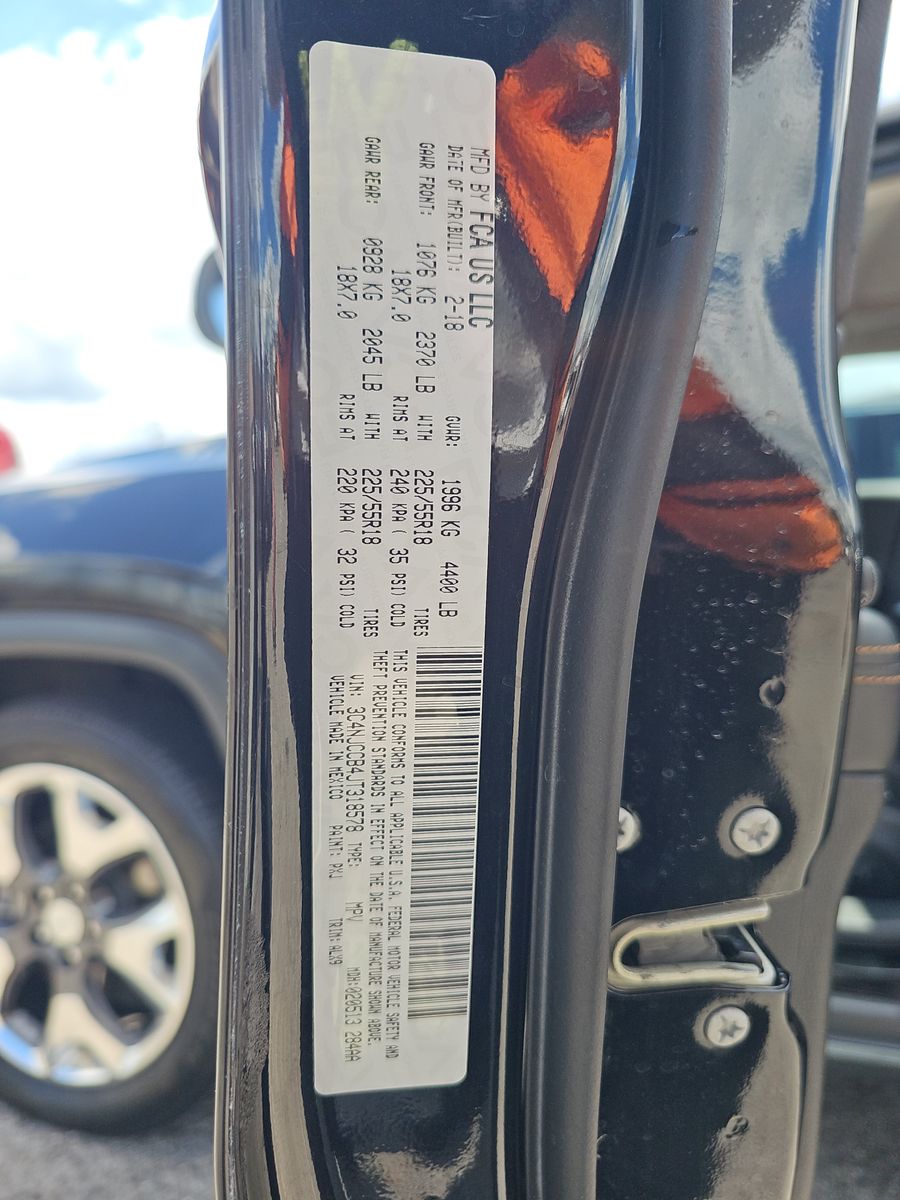 MFD BY FCA US LLC
DATE OF MFR(BUILT): 2-18 GVWR: 1996 KG 4400 LB
GAWR FRONT: 1076 KG 2370 LB WITH 225/55R18 TIRES
18X7.0 RIMS AT 240 KPA ( 35 PSI) COLD
GAWR REAR: 0928 KG 2045 LB WITH 225/55R18 TIRES
18X7.0 RIMS AT 220 KPA ( 32 PSI) COLD
THIS VEHICLE CONFORMS TO ALL APPLICABLE U.S.A. FEDERAL MOTOR VEHICLE SAFETY AND
THEFT PREVENTION STANDARDS IN EFFECT ON THE DATE OF MANUFACTURE SHOWN ABOVE.
VIN: 3C4NJCCB4JT318578 TYPE: MPV MDH:020513 284AA
VEHICLE MADE IN MEXICO PAINT: PXJ TRIM:ALX9